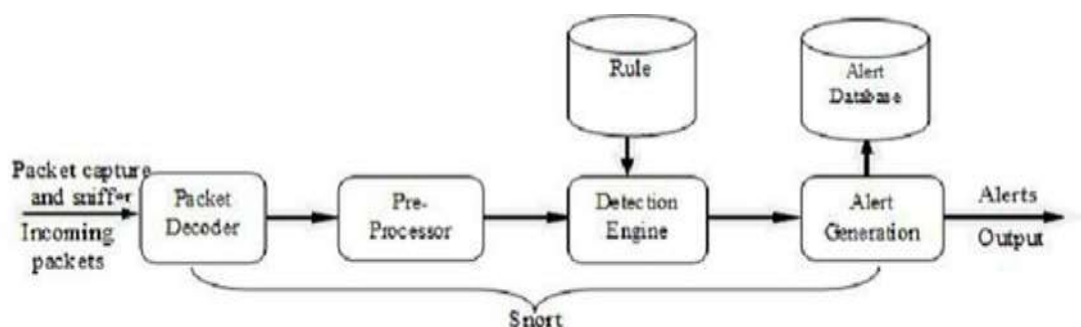 Rule
Alert
Database
Packet capture
and sniffer
Incoming
packets
Packet
Decoder
Pre-
Processor
Detection
Engine
Alert
Generation
Alerts
Output
Snort